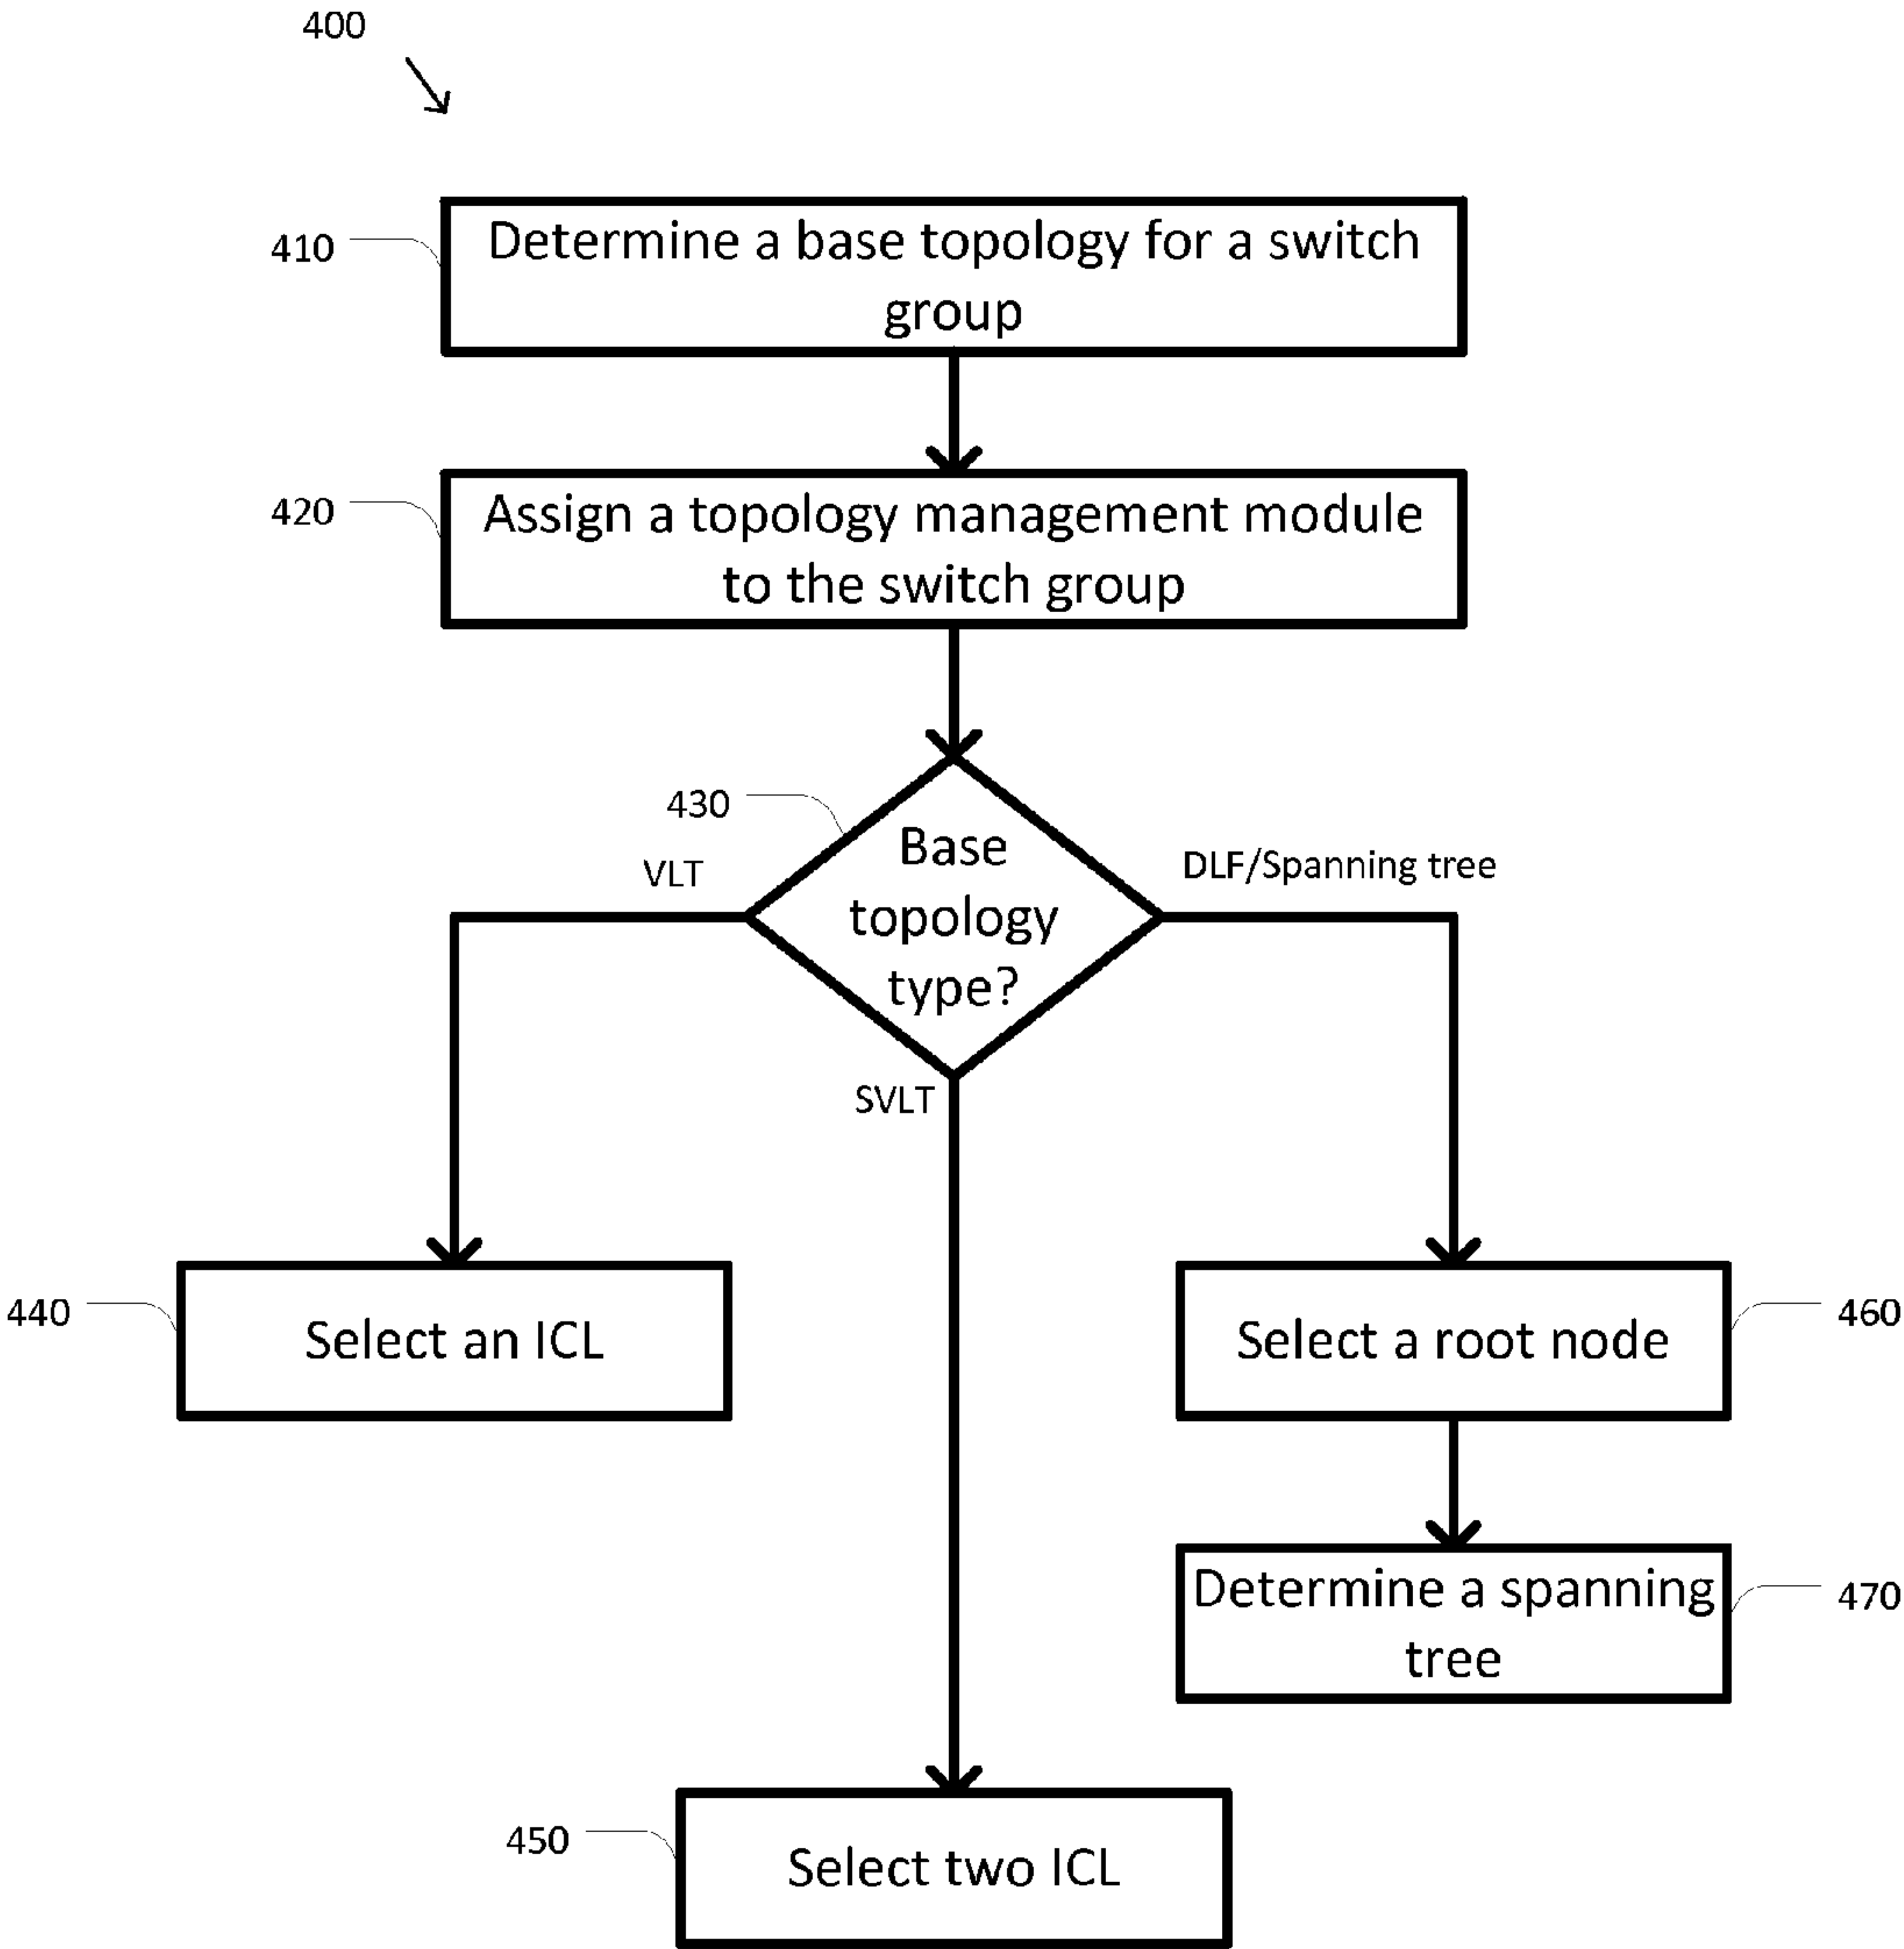 400
410
Determine a base topology for a switch
group
420
Assign a topology management module
to the switch group
430
Base
topology
type?
VLT
DLF/Spanning tree
SVLT
440
Select an ICL
Select a root node
460
Determine a spanning
tree
470
450
Select two ICL